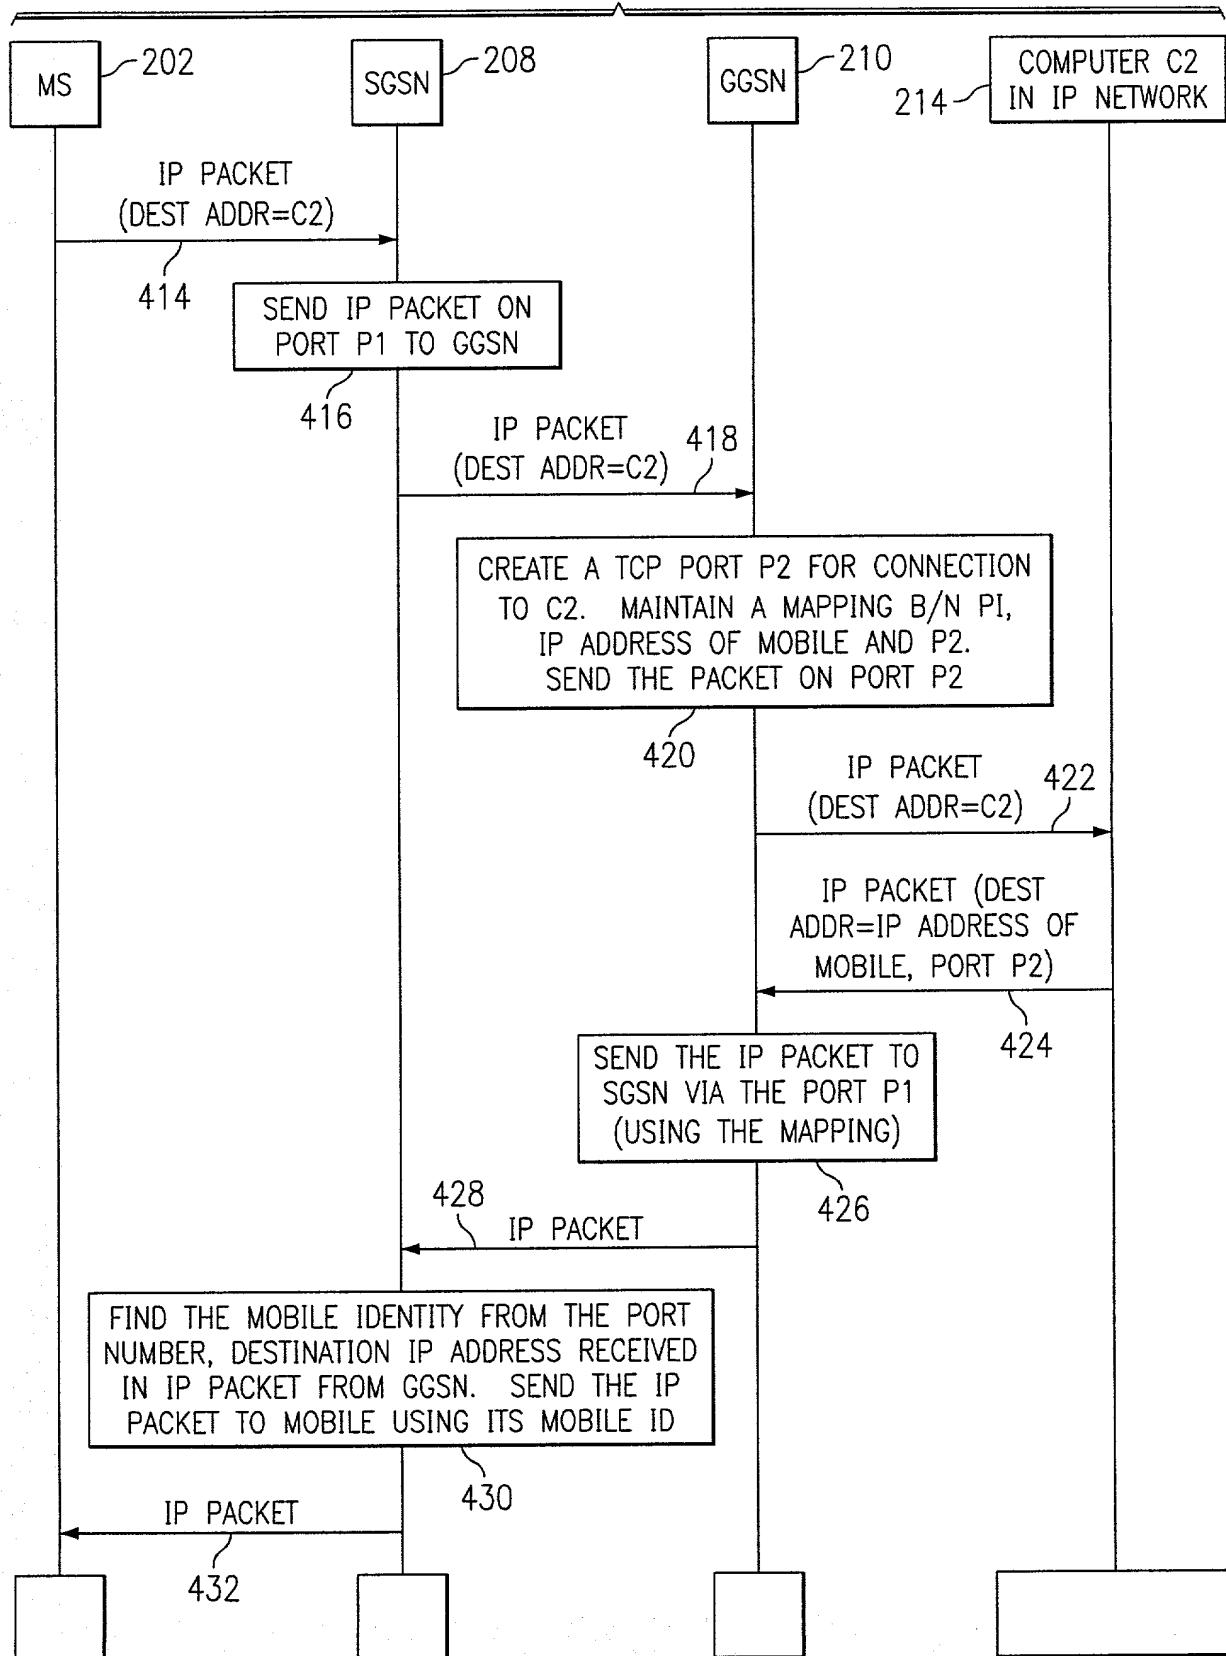 MS
202
SGSN
208
GGSN
210
COMPUTER C2
IN IP NETWORK
214
IP PACKET
(DEST ADDR=C2)
414
SEND IP PACKET ON
PORT P1 TO GGSN
416
IP PACKET
(DEST ADDR=C2)
418
CREATE A TCP PORT P2 FOR CONNECTION
TO C2. MAINTAIN A MAPPING B/N PI,
IP ADDRESS OF MOBILE AND P2.
SEND THE PACKET ON PORT P2
420
IP PACKET
(DEST ADDR=C2)
422
IP PACKET (DEST
ADDR=IP ADDRESS OF
MOBILE, PORT P2)
424
SEND THE IP PACKET TO
SGSN VIA THE PORT P1
(USING THE MAPPING)
426
428
IP PACKET
FIND THE MOBILE IDENTITY FROM THE PORT
NUMBER, DESTINATION IP ADDRESS RECEIVED
IN IP PACKET FROM GGSN. SEND THE IP
PACKET TO MOBILE USING ITS MOBILE ID
430
IP PACKET
432